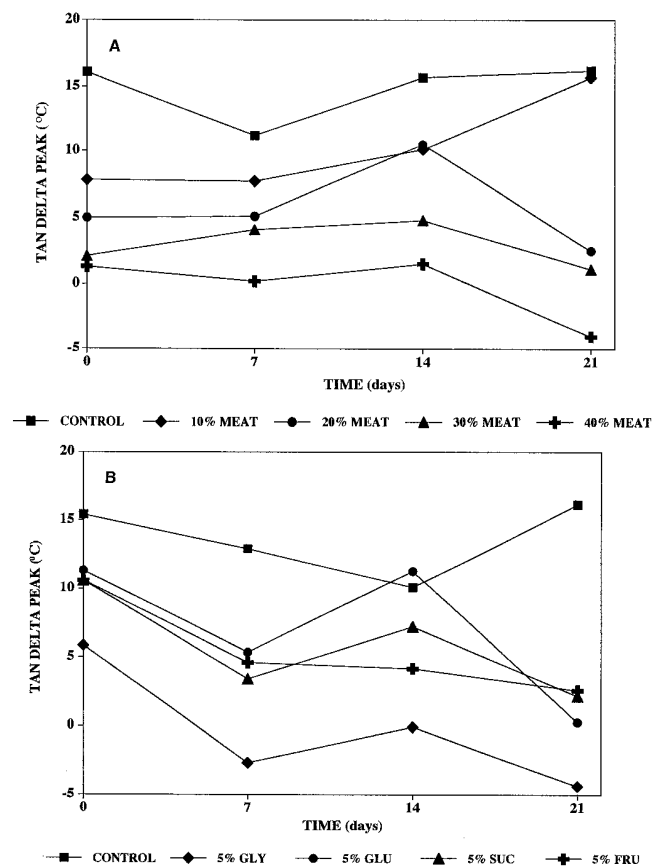 A
20
15
10
5
0
-5
TAN DELTA PEAK (°C)
0 7 14 21
TIME (days)
CONTROL 10% MEAT 20% MEAT 30% MEAT 40% MEAT
B
20
15
10
5
0
-5
TAN DELTA PEAK (°C)
0 7 14 21
TIME (days)
CONTROL 5% GLY 5% GLU 5% SUC 5% FRU